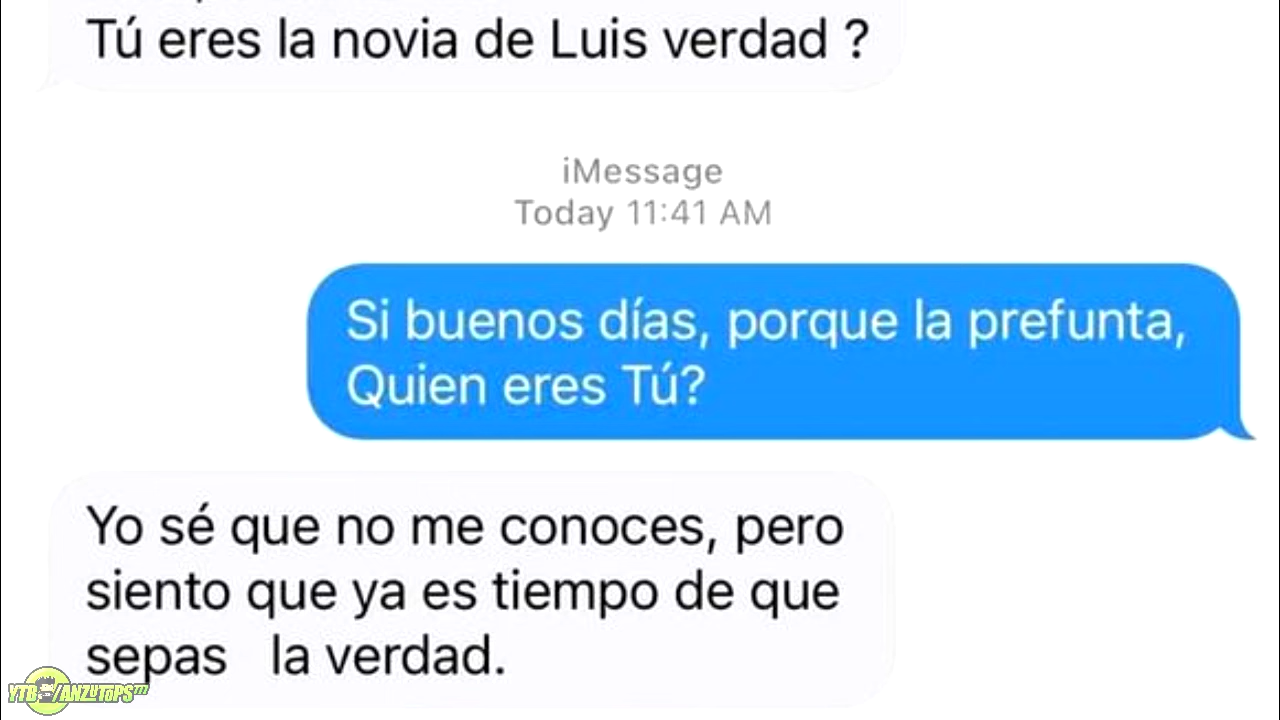 Tú eres la novia de Luis verdad ?
iMessage
Today 11:41 AM
Si buenos días, porque la prefunta,
Quien eres Tú?
Yo sé que no me conoces, pero
siento que ya es tiempo de que
sepas   la verdad.
YTB/ANZUTOPS